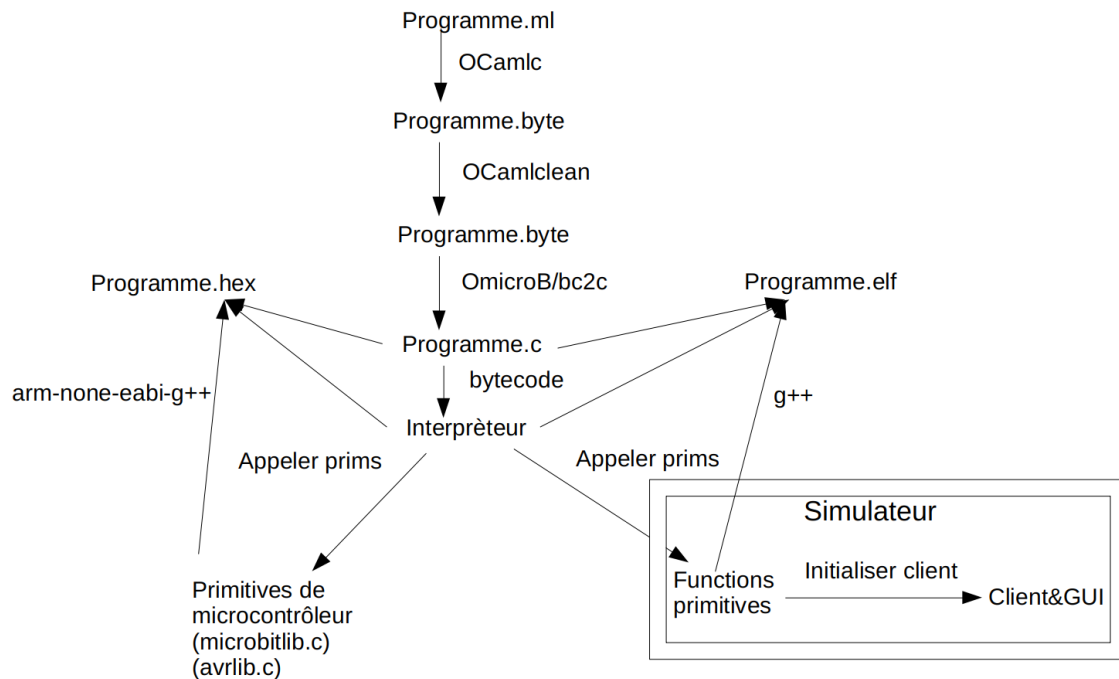 Programme.ml
OCamlc
Programme.byte
OCamlclean
Programme.byte
Programme.hex
OmicroB/bc2c
Programme.elf
Programme.c
arm-none-eabi-g++
bytecode
g++
Interprèteur
Appeler prims
Appeler prims
Simulateur
Primitives de
microcontrôleur
(microbitlib.c)
(avrlib.c)
Functions
primitives
Initialiser client
Client&GUI